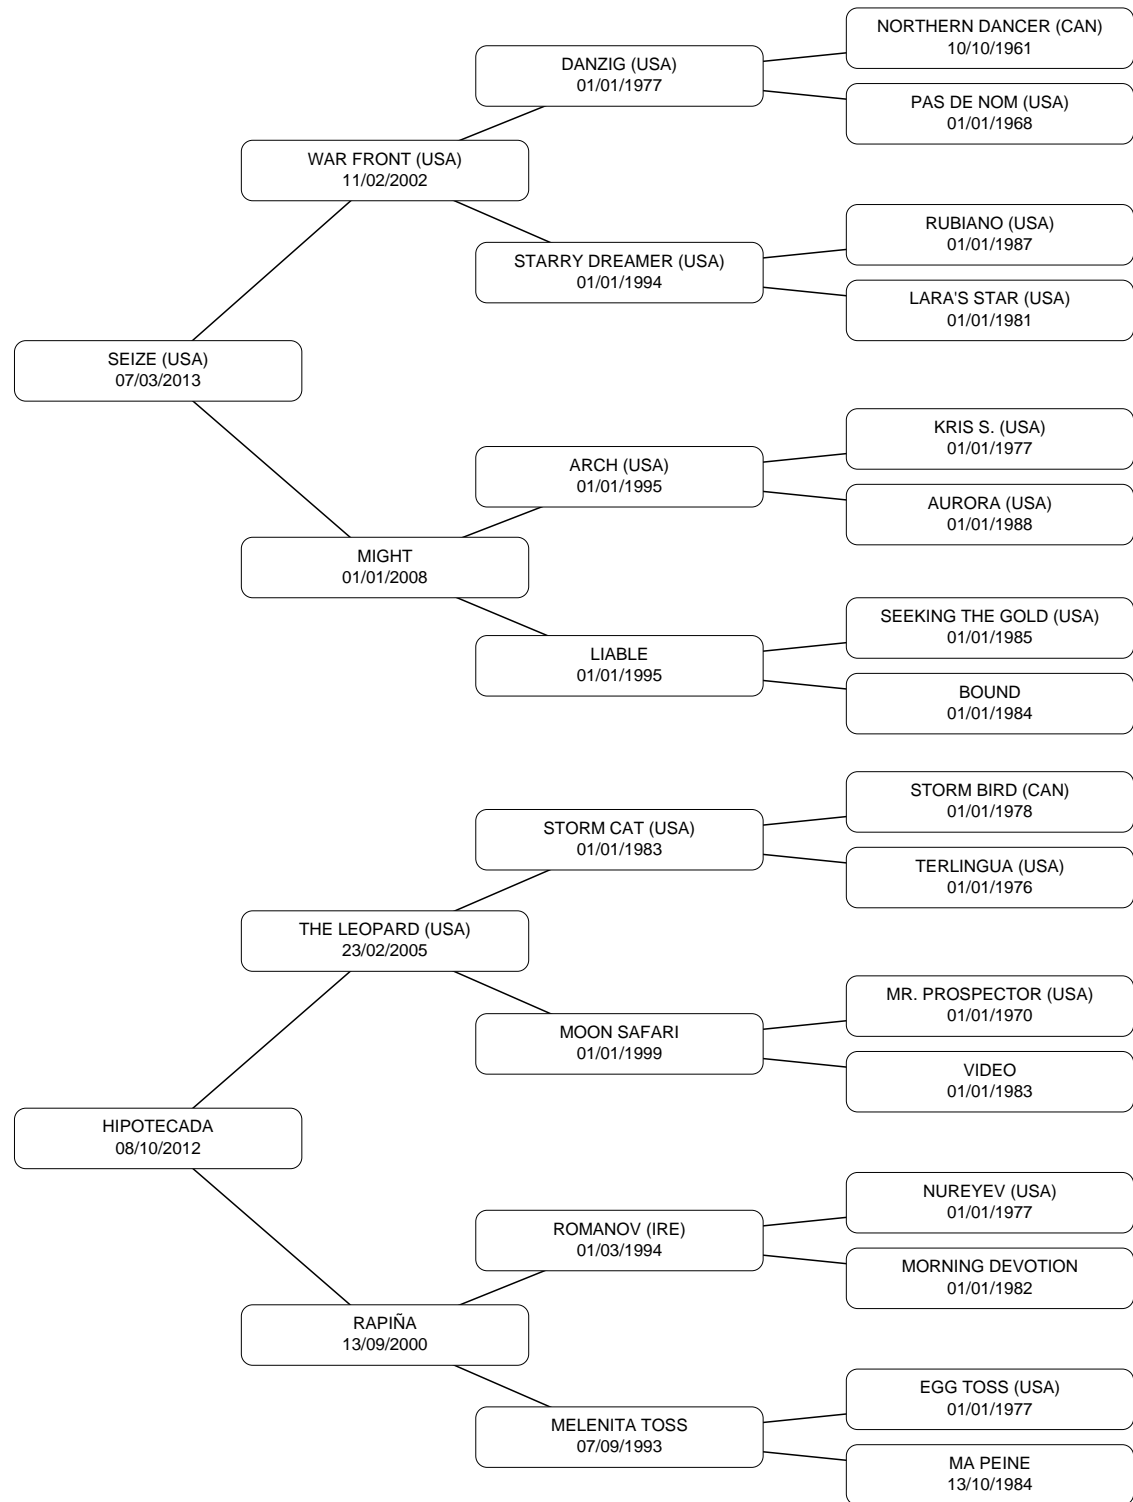 NORTHERN DANCER (CAN)
10/10/1961
DANZIG (USA)
01/01/1977
PAS DE NOM (USA)
01/01/1968
WAR FRONT (USA)
11/02/2002
RUBIANO (USA)
01/01/1987
STARRY DREAMER (USA)
01/01/1994
LARA'S STAR (USA)
01/01/1981
SEIZE (USA)
07/03/2013
KRIS S. (USA)
01/01/1977
ARCH (USA)
01/01/1995
AURORA (USA)
01/01/1988
MIGHT
01/01/2008
SEEKING THE GOLD (USA)
01/01/1985
LIABLE
01/01/1995
BOUND
01/01/1984
STORM BIRD (CAN)
01/01/1978
STORM CAT (USA)
01/01/1983
TERLINGUA (USA)
01/01/1976
THE LEOPARD (USA)
23/02/2005
MR. PROSPECTOR (USA)
01/01/1970
MOON SAFARI
01/01/1999
VIDEO
01/01/1983
HIPOTECADA
08/10/2012
NUREYEV (USA)
01/01/1977
ROMANOV (IRE)
01/03/1994
MORNING DEVOTION
01/01/1982
RAPIÑA
13/09/2000
EGG TOSS (USA)
01/01/1977
MELENITA TOSS
07/09/1993
MA PEINE
13/10/1984